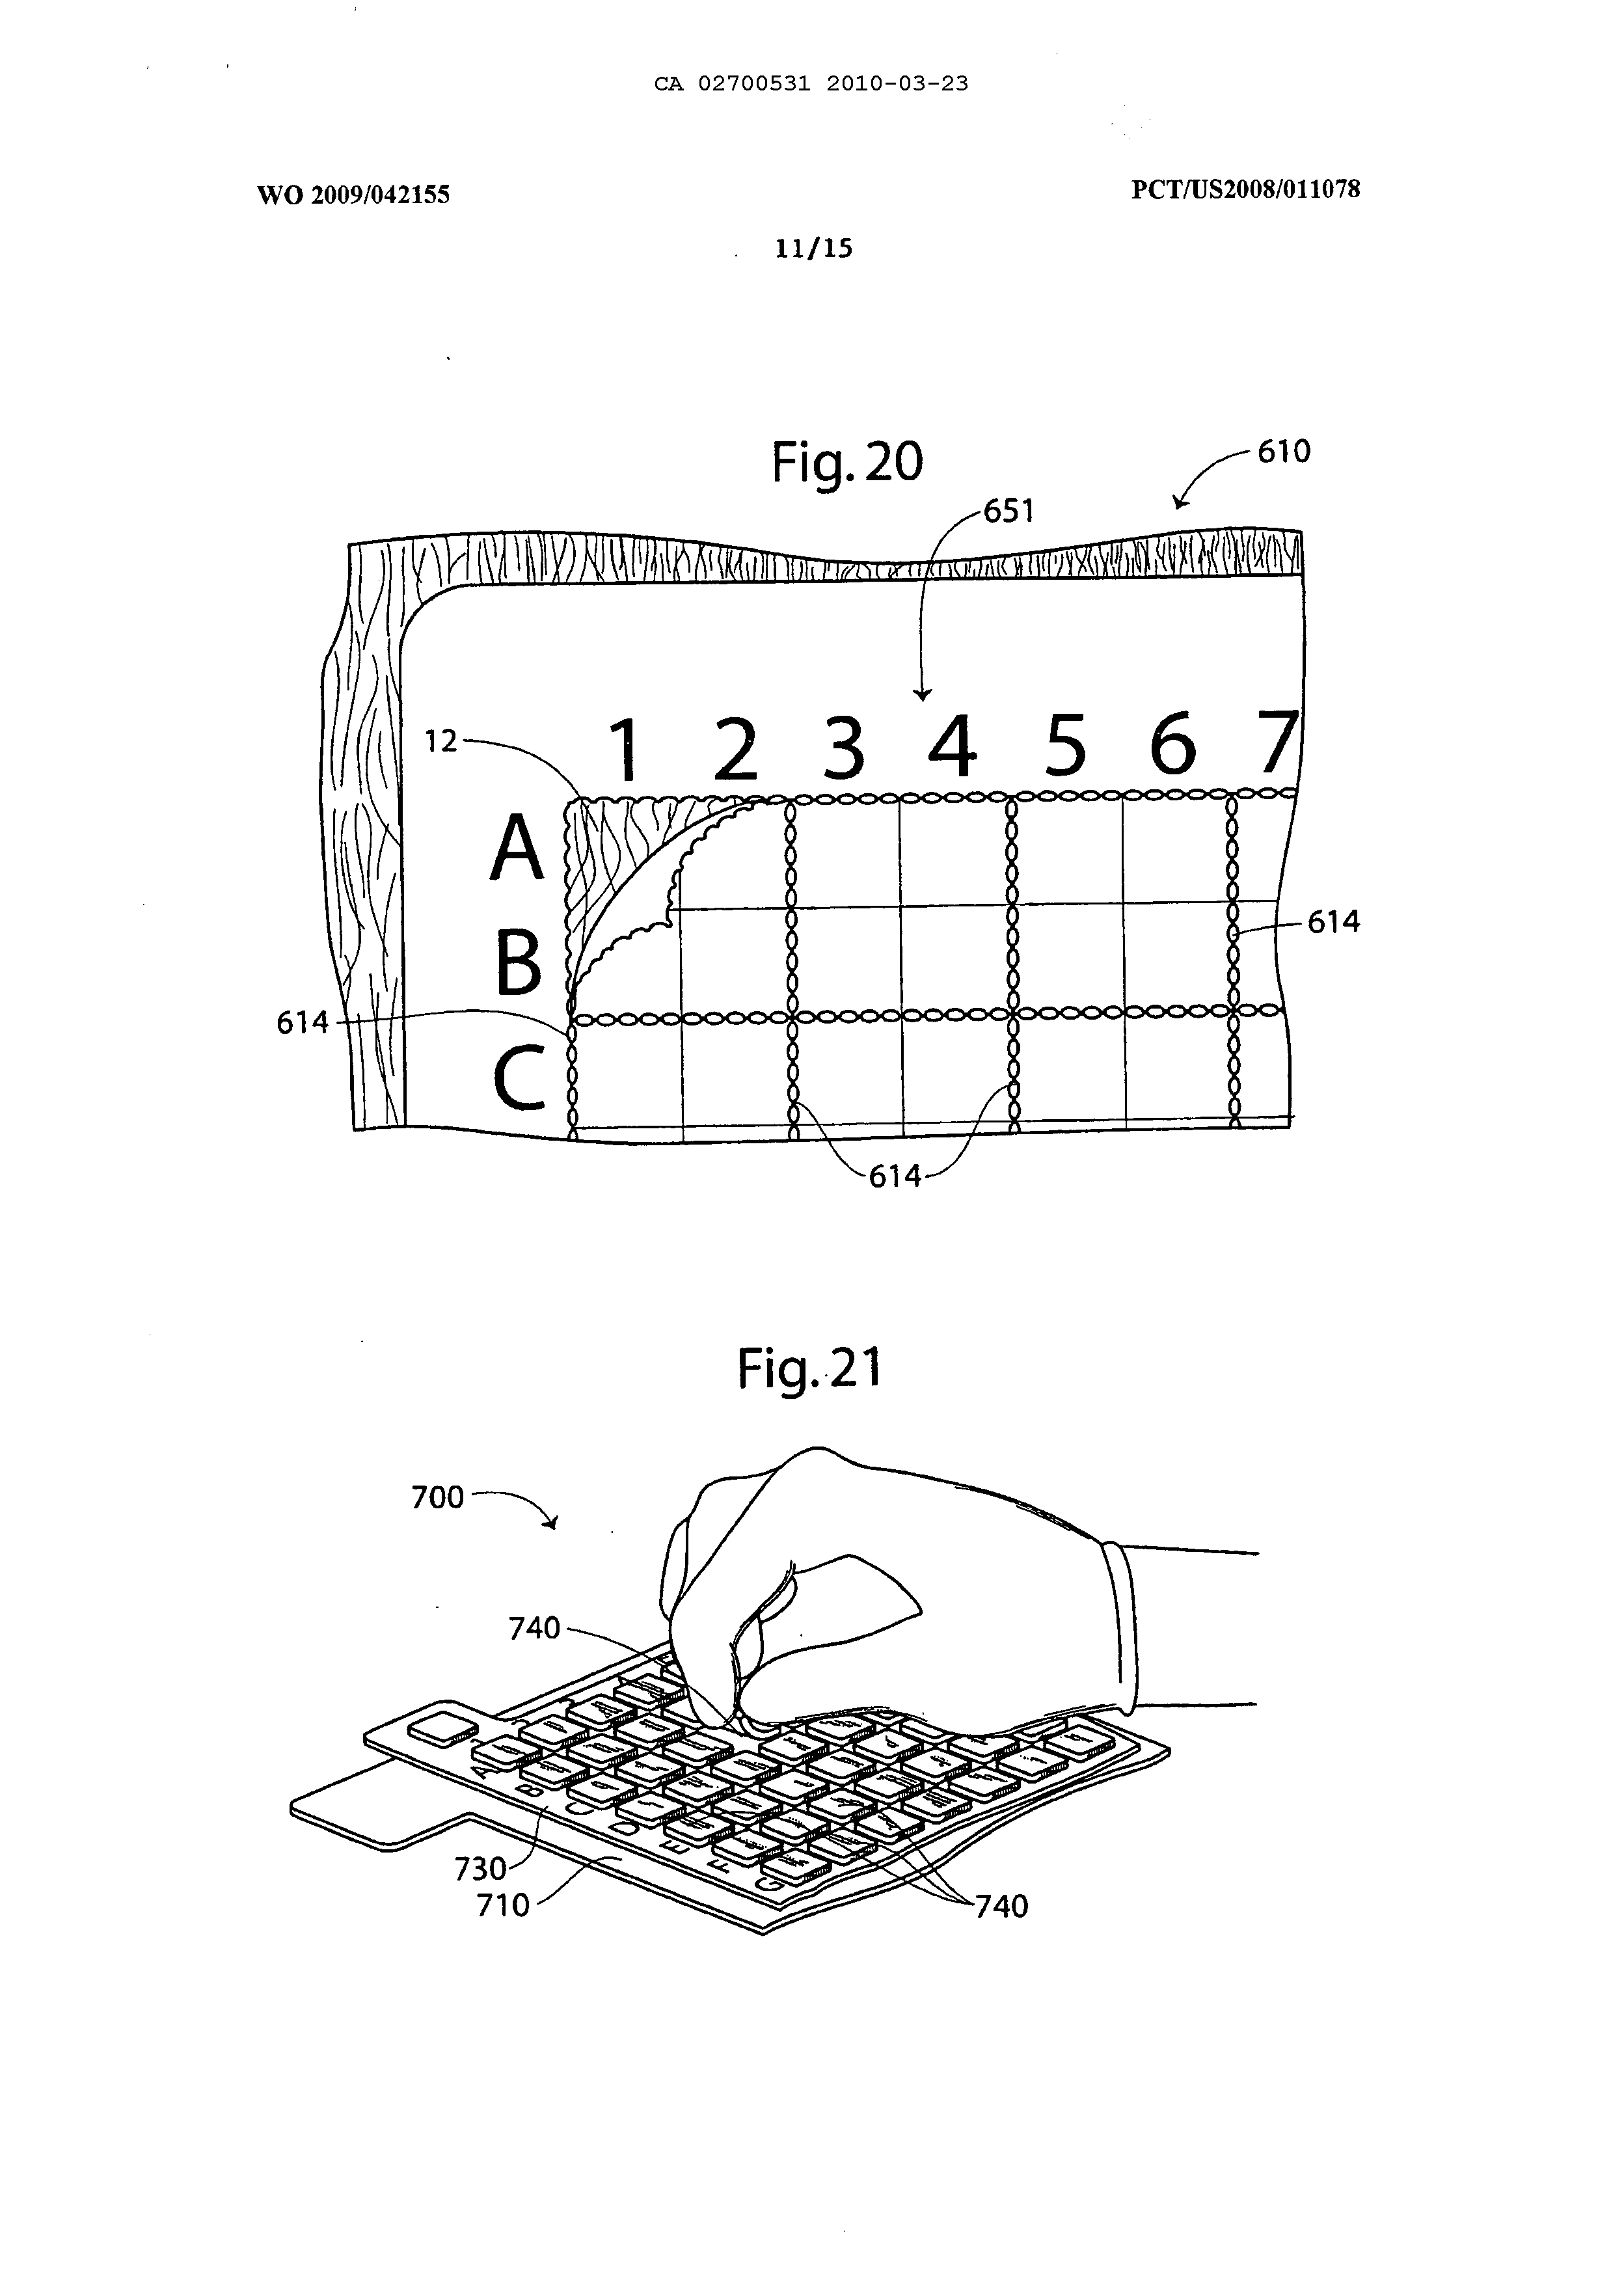 CA 02700531 2010-03-23
WO 2009/042155
PCT/US2008/011078
11/15
Fig. 20
610
651
12
1 2 3 4 5 6 7
A
B
C
614
614
614
Fig. 21
700
740
A
B
C
D
E
F
G
730
710
740